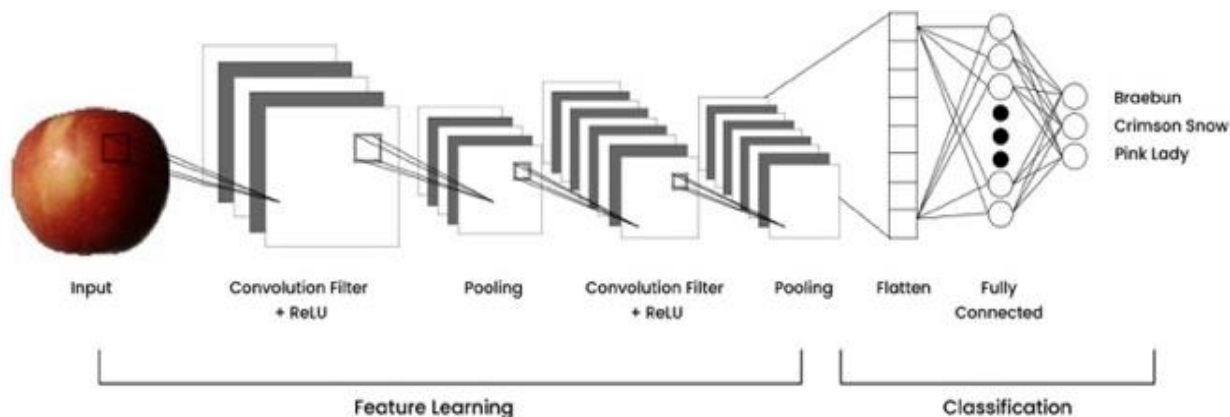 Braebun
Crimson Snow
Pink Lady
Input
Convolution Filter
+ ReLU
Pooling
Convolution Filter
+ ReLU
Pooling
Flatten
Fully
Connected
Feature Learning
Classification